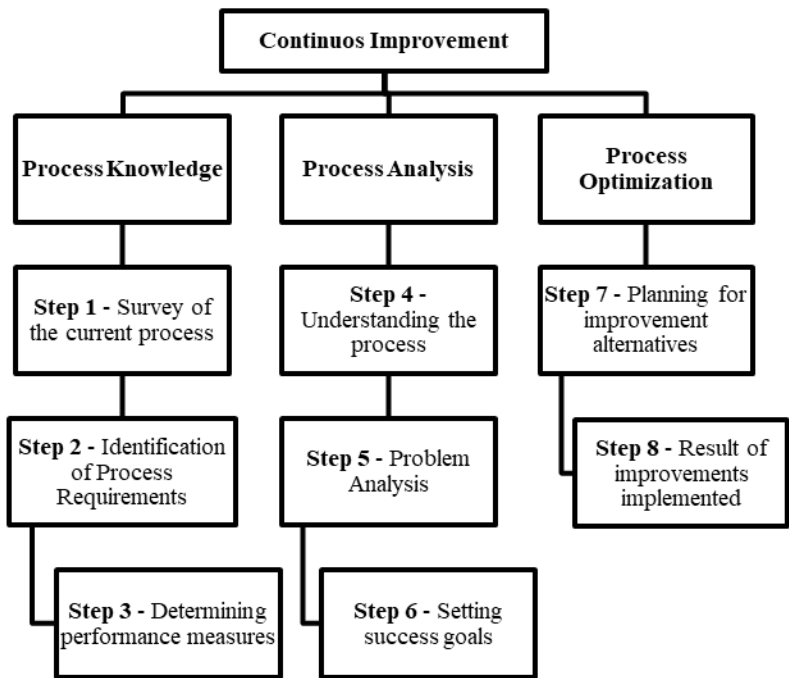 Continuos Improvement
Process Knowledge
Process Analysis
Process
Optimization
Step 1 - Survey of
the current process
Step 4 -
Understanding the
process
Step 7 - Planning for
improvement
alternatives
Step 2 - Identification
of Process
Requirements
Step 5 - Problem
Analysis
Step 8 - Result of
improvements
implemented
Step 3 - Determining
performance measures
Step 6 - Setting
success goals